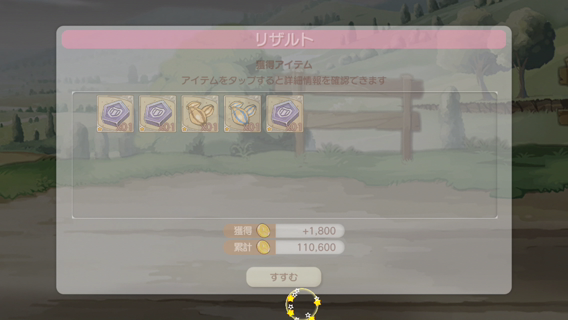 リザルト
獲得アイテム
アイテムをタップすると詳細情報を確認できます
獲得 +1,800
累計 110,600
すすむ